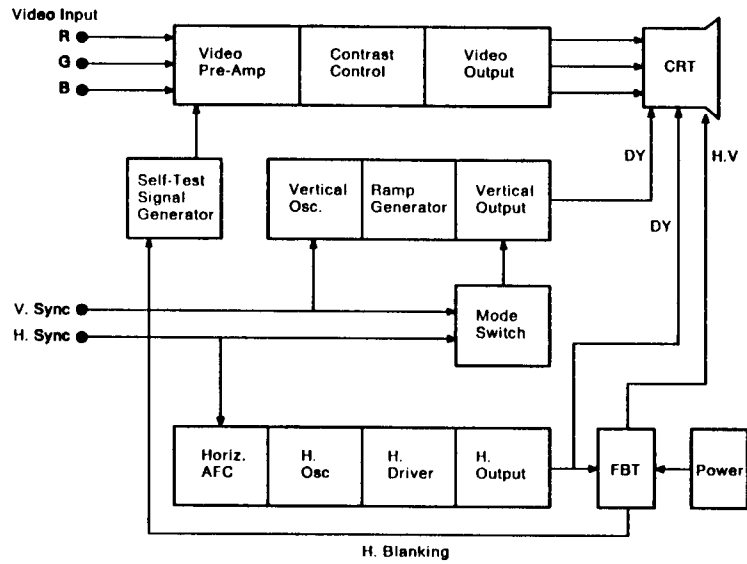 Video Input
R
G
B
Video
Pre-Amp
Contrast
Control
Video
Output
CRT
DY
H.V
Self-Test
Signal
Generator
Vertical
Osc.
Ramp
Generator
Vertical
Output
DY
V. Sync
H. Sync
Mode
Switch
Horiz.
AFC
H.
Osc
H.
Driver
H.
Output
FBT
Power
H. Blanking